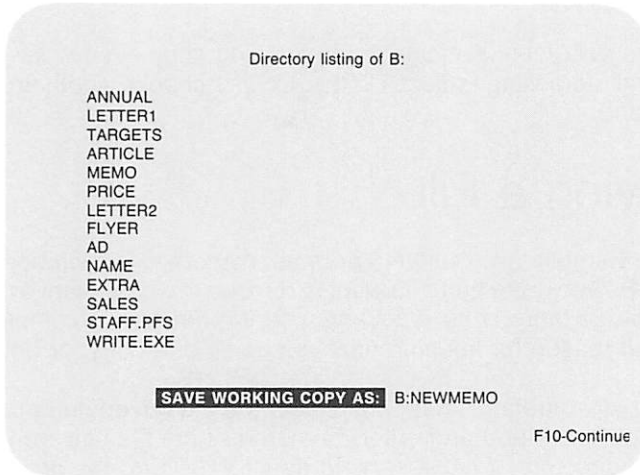 Directory listing of B:
ANNUAL
LETTER1
TARGETS
ARTICLE
MEMO
PRICE
LETTER2
FLYER
AD
NAME
EXTRA
SALES
STAFF.PFS
WRITE.EXE
SAVE WORKING COPY AS: B:NEWMEMO
F10-Continue